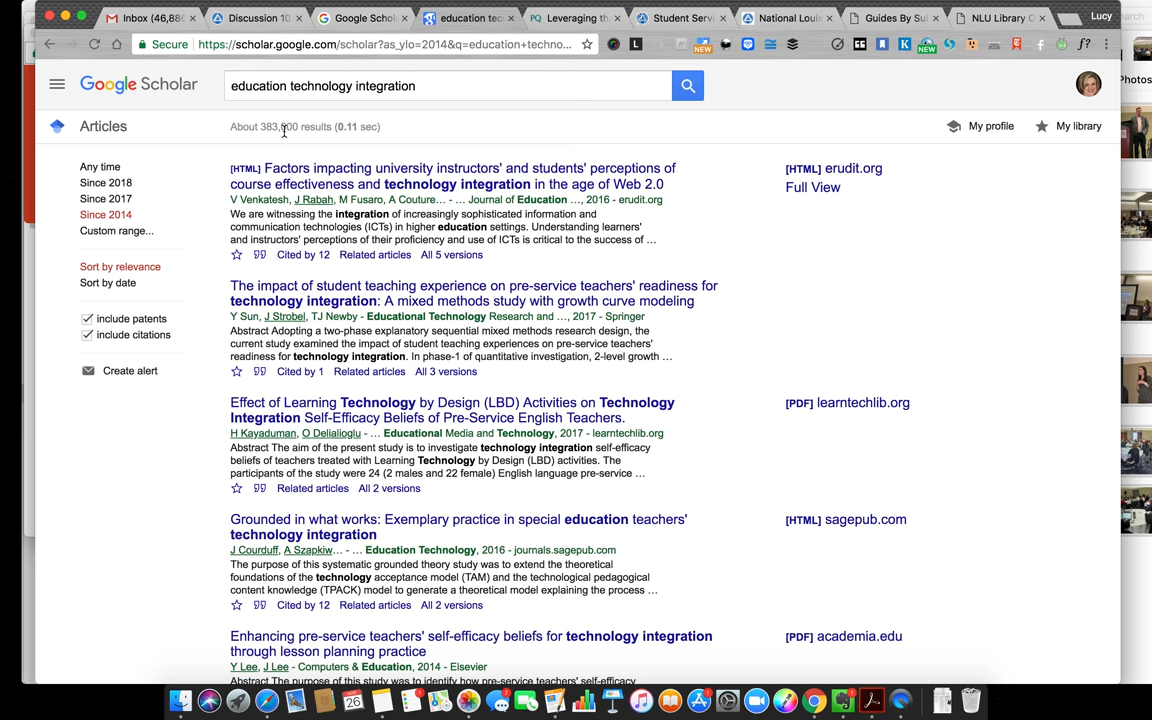 Inbox (46,88
Discussion 10
Google Schol
education tec
Leveraging th
Student Servi
National Loui
Guides By Su
NLU Library C
Lucy
Secure https://scholar.google.com/scholar?as_ylo=2014&q=education+techno...
Google Scholar
education technology integration
Articles
About 383, 00 results (0.11 sec)
My profile
My library
Photos
Any time
Since 2018
Since 2017
Since 2014
Custom range...
Sort by relevance
Sort by date
include patents
include citations
Create alert
[HTML] Factors impacting university instructors' and students' perceptions of
course effectiveness and technology integration in the age of Web 2.0
V Venkatesh, J Rabah, M Fusaro, A Couture... - ... Journal of Education ..., 2016 - erudit.org
We are witnessing the integration of increasingly sophisticated information and
communication technologies (ICTs) in higher education settings. Understanding learners'
and instructors' perceptions of their proficiency and use of ICTs is critical to the success of ...
Cited by 12 Related articles All 5 versions
[HTML] erudit.org
Full View
The impact of student teaching experience on pre-service teachers' readiness for
technology integration: A mixed methods study with growth curve modeling
Y Sun, J Strobel, TJ Newby - Educational Technology Research and ..., 2017 - Springer
Abstract Adopting a two-phase explanatory sequential mixed methods research design, the
current study examined the impact of student teaching experiences on pre-service teachers'
readiness for technology integration. In phase-1 of quantitative investigation, 2-level growth ...
Cited by 1 Related articles All 3 versions
Effect of Learning Technology by Design (LBD) Activities on Technology
Integration Self-Efficacy Beliefs of Pre-Service English Teachers.
H Kayaduman, O Delialioglu - ... Educational Media and Technology, 2017 - learntechlib.org
Abstract The aim of the present study is to investigate technology integration self-efficacy
beliefs of teachers treated with Learning Technology by Design (LBD) activities. The
participants of the study were 24 (2 males and 22 female) English language pre-service ...
Related articles All 2 versions
[PDF] learntechlib.org
Grounded in what works: Exemplary practice in special education teachers'
technology integration
J Courduff, A Szapkiw... - ... Education Technology, 2016 - journals.sagepub.com
The purpose of this systematic grounded theory study was to extend the theoretical
foundations of the technology acceptance model (TAM) and the technological pedagogical
content knowledge (TPACK) model to generate a theoretical model explaining the process ...
Cited by 12 Related articles All 2 versions
[HTML] sagepub.com
Enhancing pre-service teachers' self-efficacy beliefs for technology integration
through lesson planning practice
Y Lee, J Lee - Computers & Education, 2014 - Elsevier
Abstract The purpose of this study was to identify how pre-service teachers'
[PDF] academia.edu